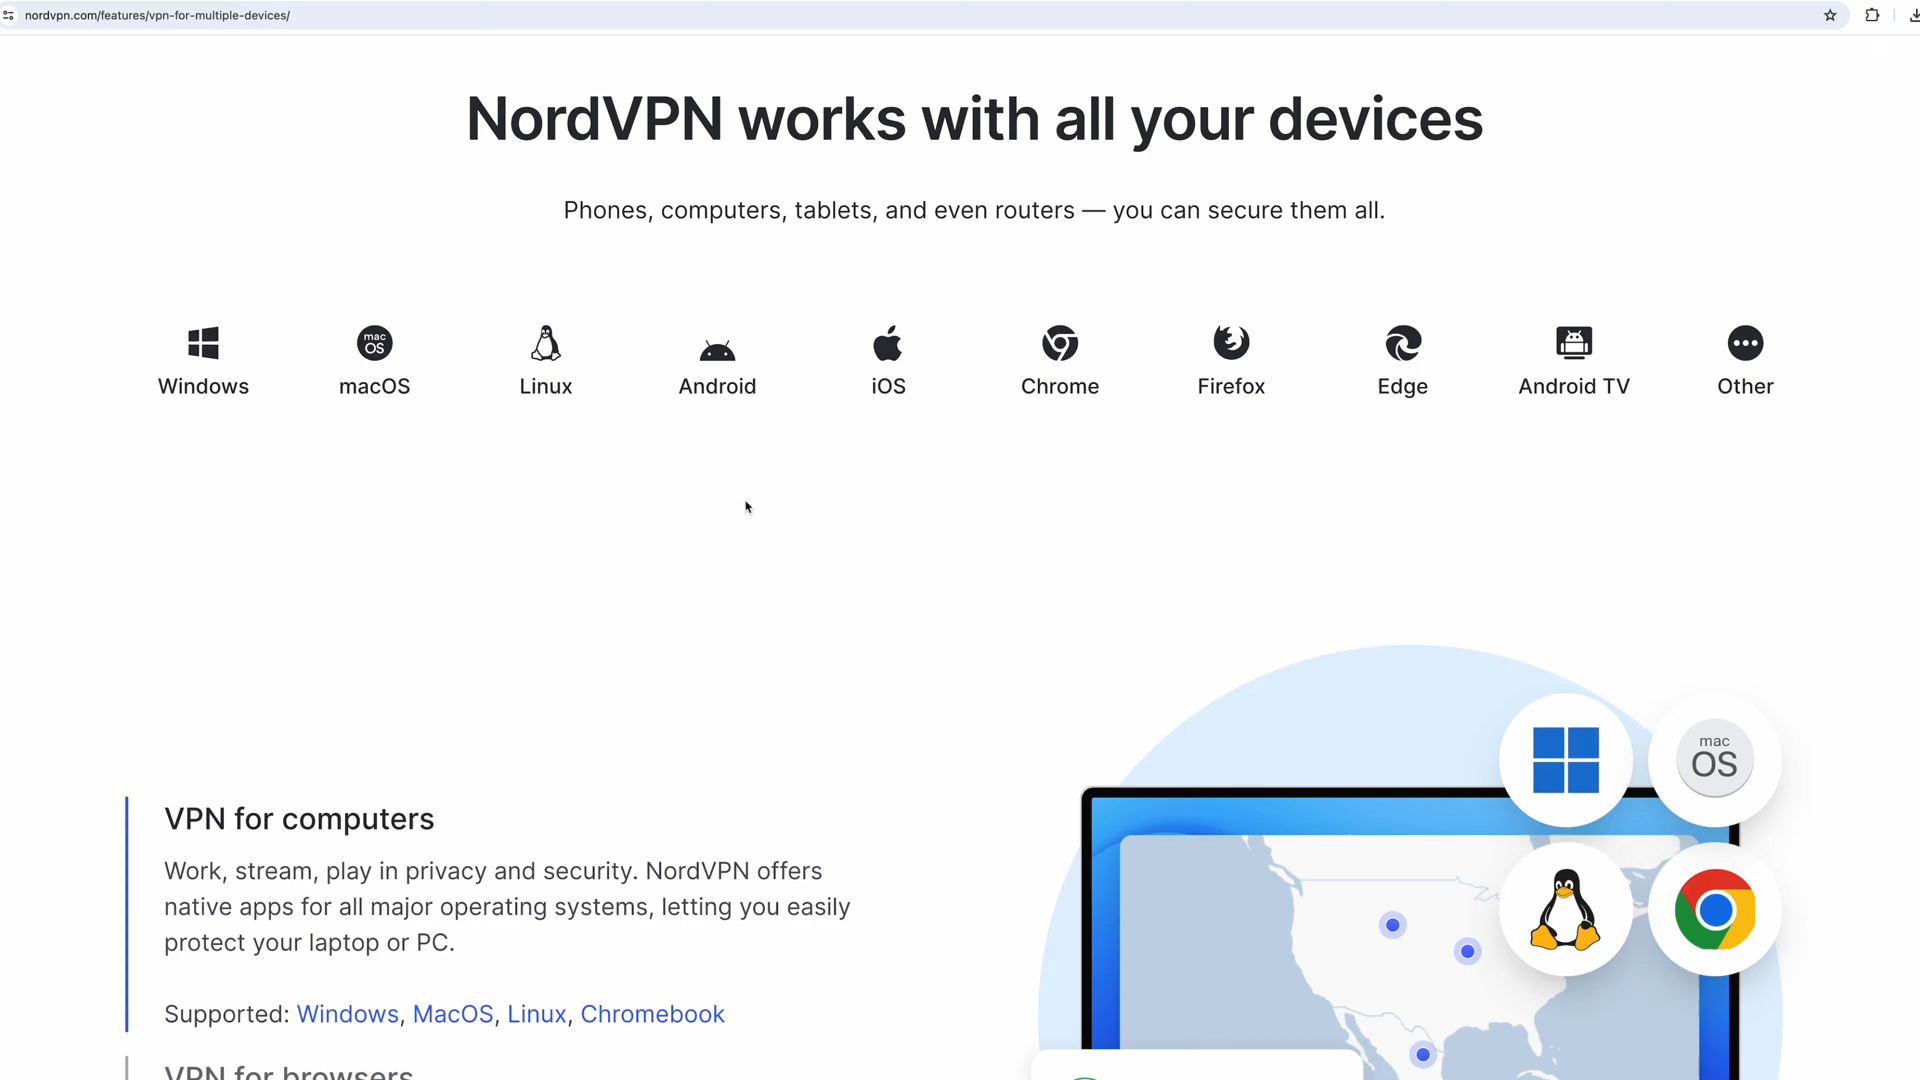 nordvpn.com/features/vpn-for-multiple-devices/
NordVPN works with all your devices
Phones, computers, tablets, and even routers — you can secure them all.
mac
OS
Windows
macOS
Linux
Android
iOS
Chrome
Firefox
Edge
Android TV
Other
mac
OS
VPN for computers
Work, stream, play in privacy and security. NordVPN offers
native apps for all major operating systems, letting you easily
protect your laptop or PC.
Supported: Windows, MacOS, Linux, Chromebook
VPN for browsers